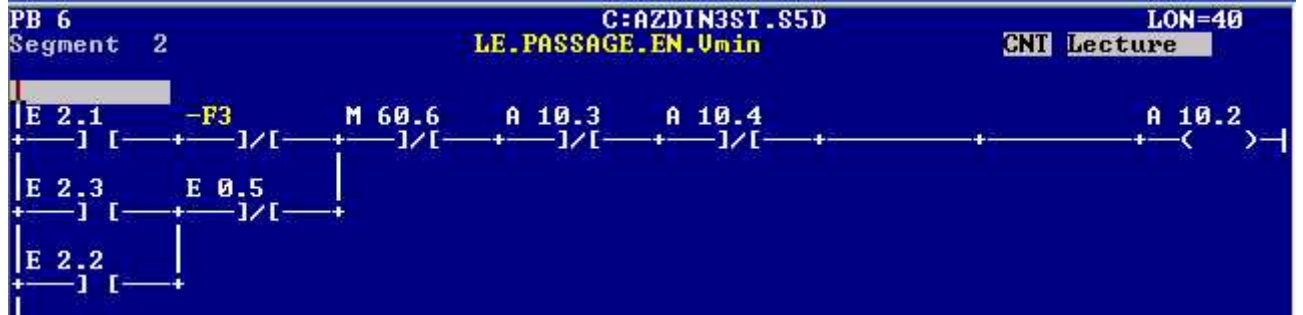 PB 6 C:AZDIN3ST.S5D LON=40
Segment 2 LE.PASSAGE.EN.Vmin CNT Lecture
E 2.1 -F3 M 60.6 A 10.3 A 10.4 A 10.2
E 2.3 E 0.5
E 2.2